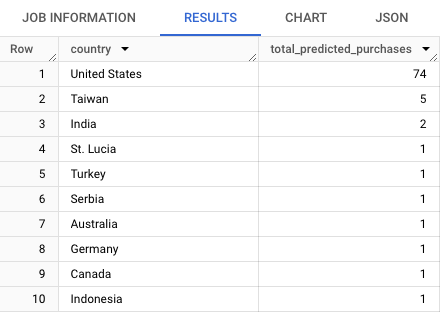 JOB INFORMATION RESULTS CHART JSON
Row country total_predicted_purchases
1 United States 74
2 Taiwan 5
3 India 2
4 St. Lucia 1
5 Turkey 1
6 Serbia 1
7 Australia 1
8 Germany 1
9 Canada 1
10 Indonesia 1